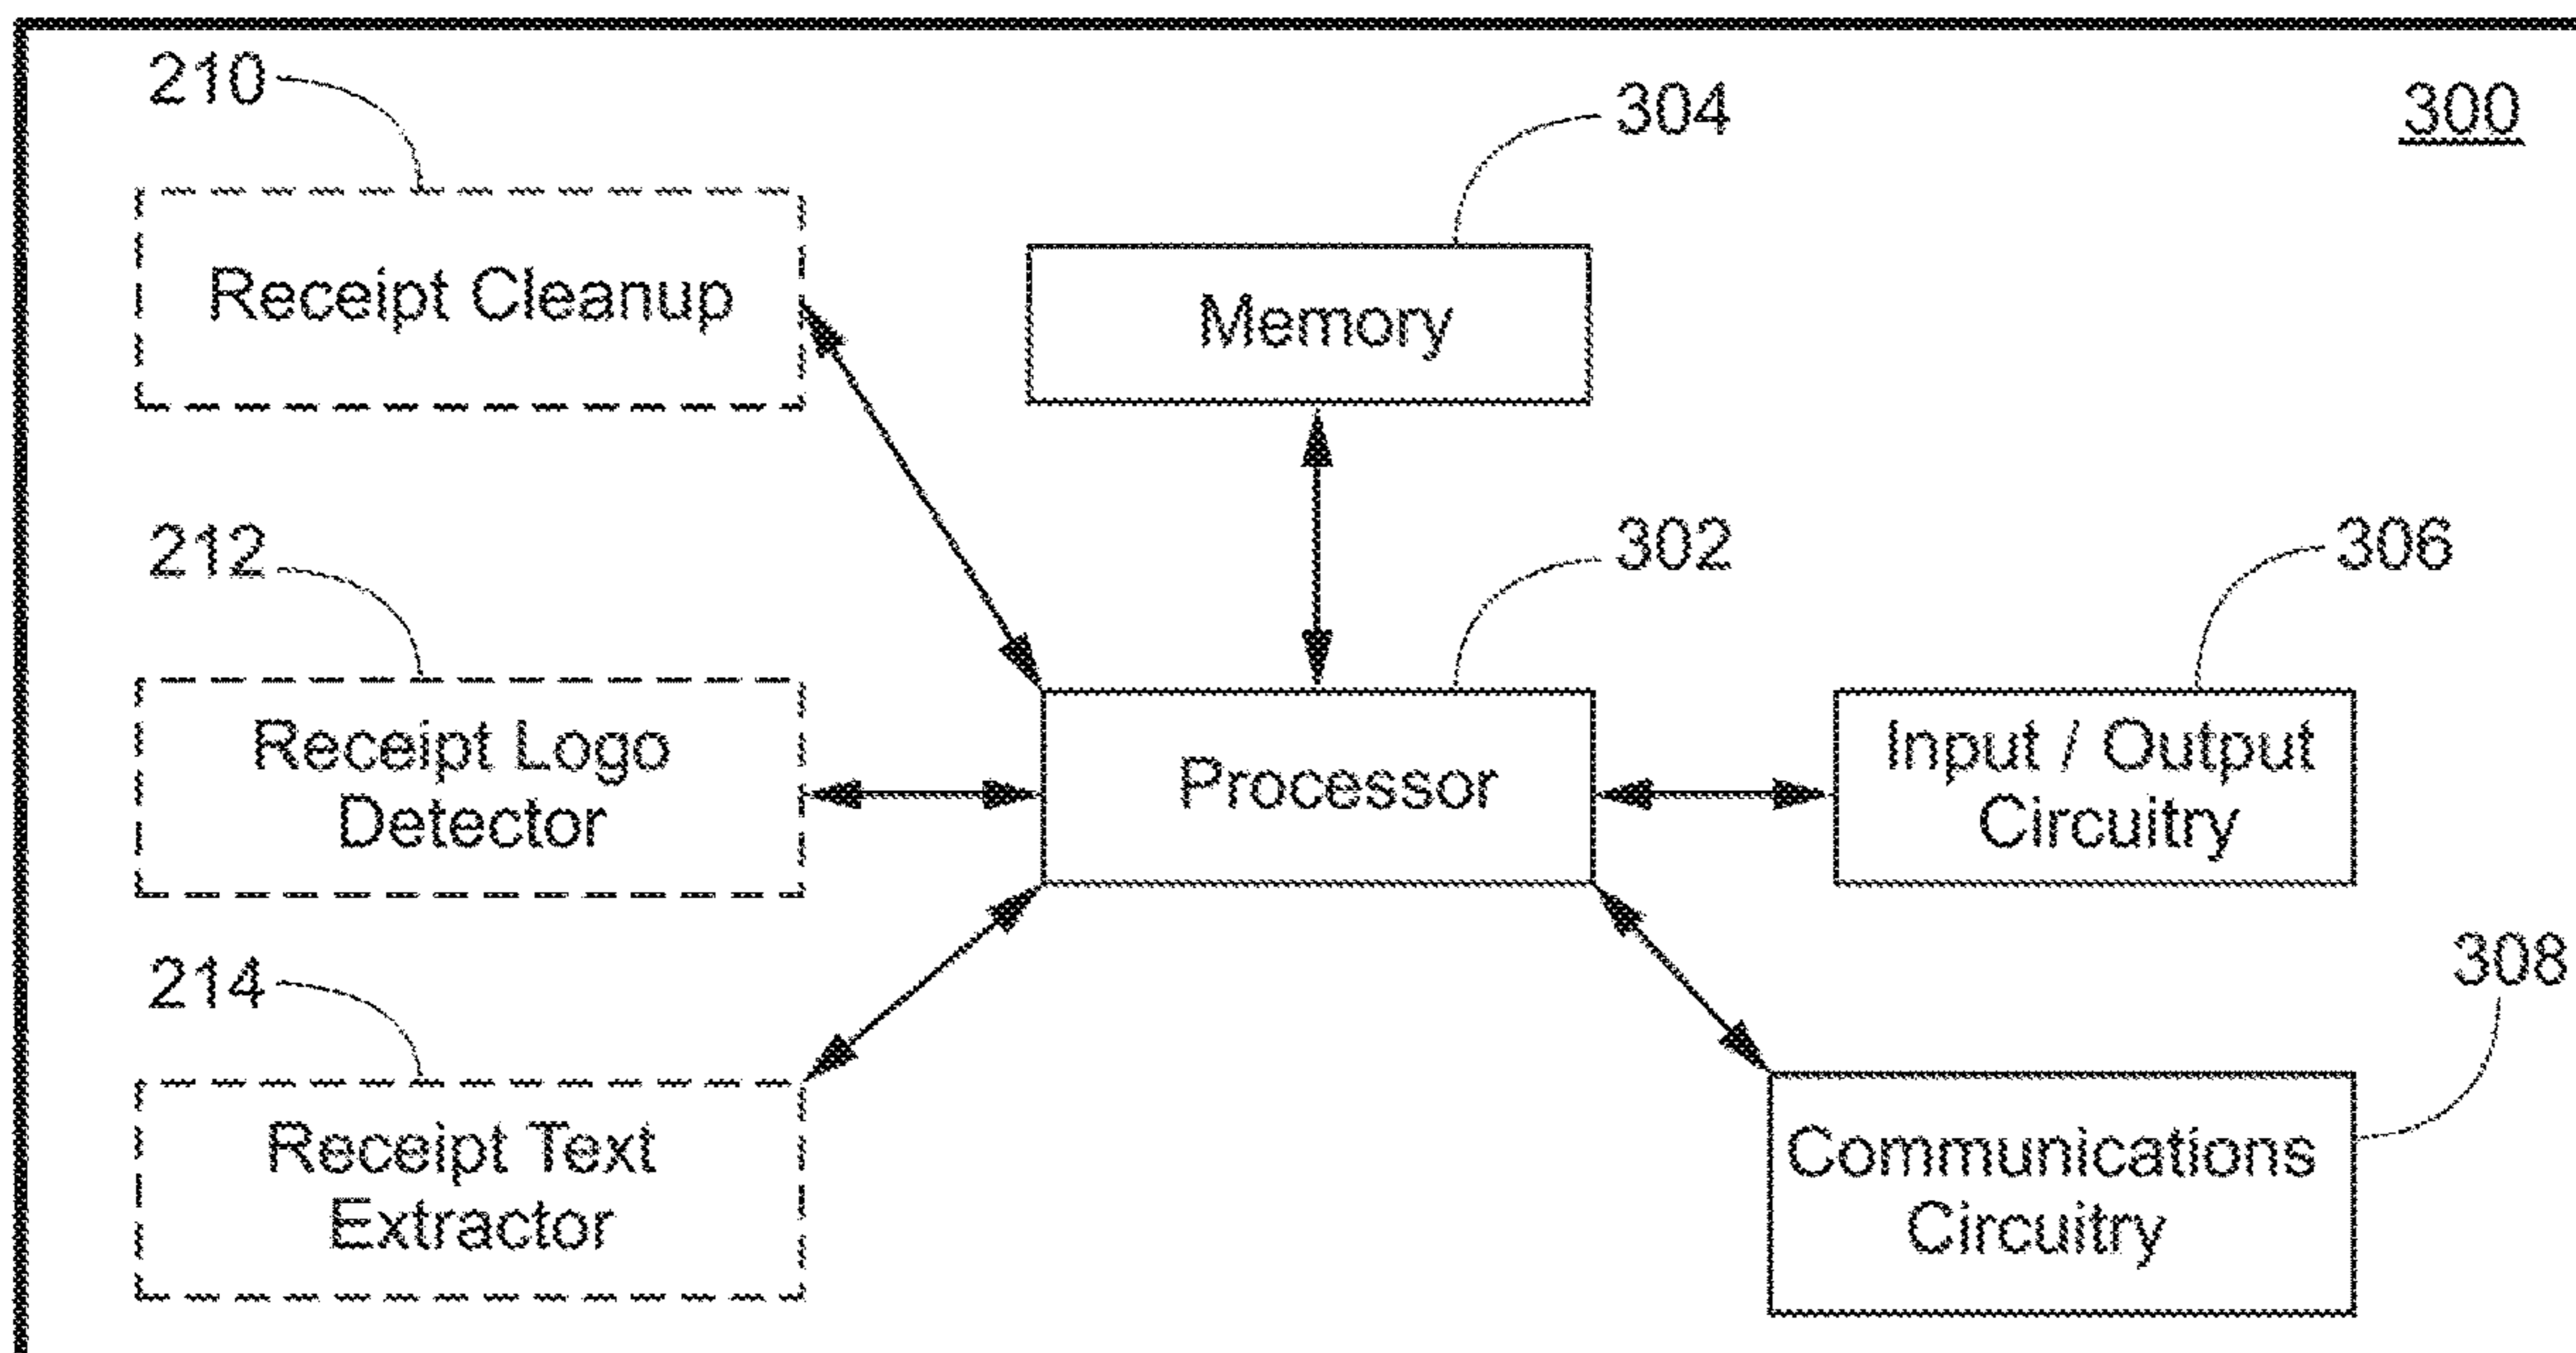 210
304
300
Receipt Cleanup
Memory
212
302
306
Receipt Logo
Detector
Processor
Input / Output
Circuitry
214
308
Receipt Text
Extractor
Communications
Circuitry